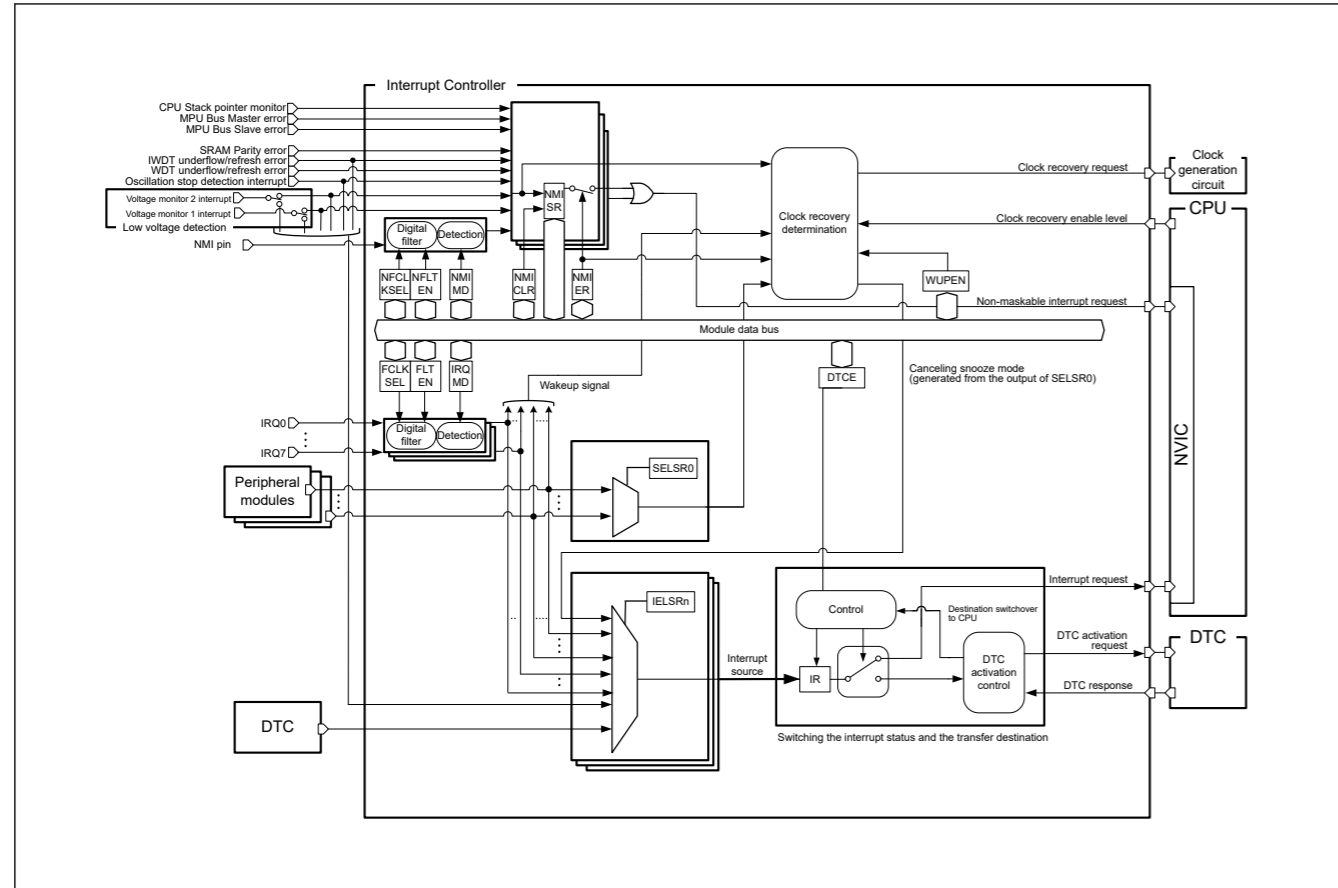 Interrupt Controller
CPU Stack pointer monitor
MPU Bus Master error
MPU Bus Slave error
SRAM Parity error
IWDT underflow/refresh error
WDT underflow/refresh error
Oscillation stop detection interrupt
Voltage monitor 2 interrupt
Voltage monitor 1 interrupt
Low voltage detection
NMI pin
Digital
filter
Detection
NMI
SR
NFCL
KSEL
NFLT
EN
NMI
MD
NMI
CLR
NMI
ER
Clock recovery
determination
WUPEN
Clock recovery request
Clock
generation
circuit
Clock recovery enable level
CPU
Non-maskable interrupt request
NVIC
Module data bus
FCLK
SEL
FLT
EN
IRQ
MD
Wakeup signal
DTCE
Canceling snooze mode
(generated from the output of SELSR0)
IRQ0
IRQ7
Digital
filter
Detection
Peripheral
modules
SELSR0
IELSRn
Interrupt
source
Control
IR
Destination switchover
to CPU
DTC
activation
control
Interrupt request
DTC activation
request
DTC response
DTC
DTC
Switching the interrupt status and the transfer destination